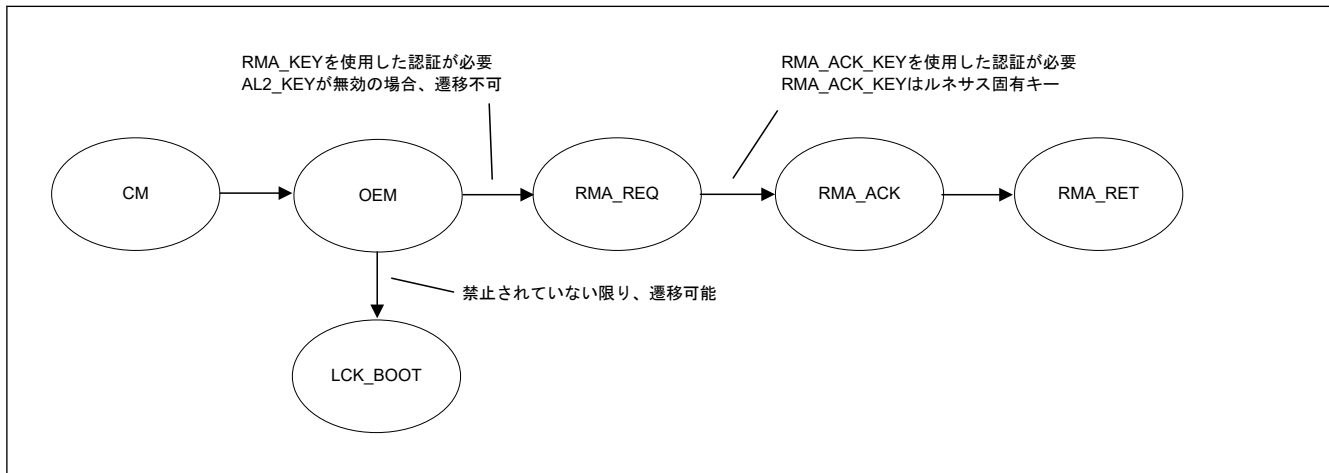 RMA_KEYを使用した認証が必要
AL2_KEYが無効の場合、遷移不可
RMA_ACK_KEYを使用した認証が必要
RMA_ACK_KEYはルネサス固有キー
CM
OEM
RMA_REQ
RMA_ACK
RMA_RET
禁止されていない限り、遷移可能
LCK_BOOT